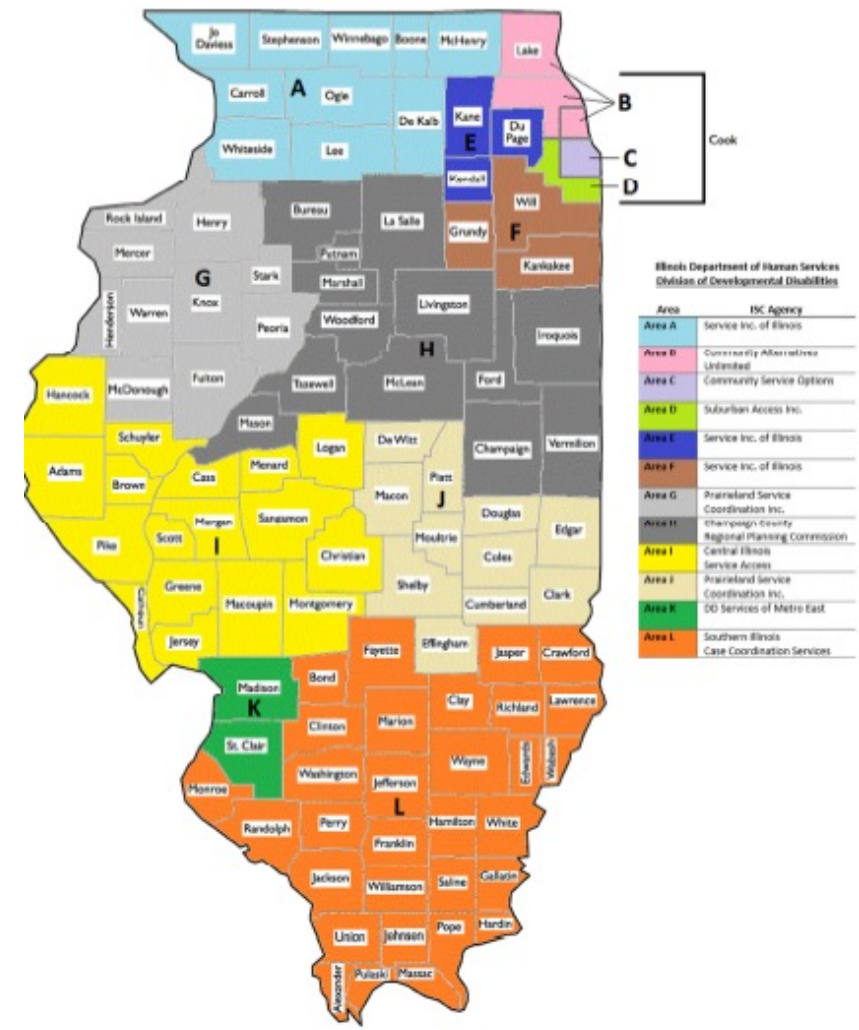 Jo
Daviess
Stephenson
Winnebago
Boone
McHenry
Lake
Carroll
A
Ogle
De Kalb
Kane
E
Du
Page
B
Cook
C
D
Whiteside
Lee
Kendall
Will
F
Grundy
Kankakee
Rock Island
Henry
Bureau
La Salle
Putnam
Mercer
G
Stark
Marshall
Henderson
Warren
Knox
Peoria
Woodford
Livingston
Iroquois
H
Hancock
McDonough
Fulton
Tazewell
McLean
Ford
Mason
Schuyler
Logan
De Witt
Champaign
Vermilion
Adams
Brown
Cass
Menard
Piatt
J
Macon
Pike
Scott
Morgan
I
Sangamon
Christian
Moultrie
Douglas
Edgar
Coles
Greene
Calhoun
Macoupin
Montgomery
Shelby
Cumberland
Clark
Jersey
Fayette
Effingham
Jasper
Crawford
Madison
K
Bond
Clay
Richland
Lawrence
St. Clair
Clinton
Marion
Wayne
Edwards
Wabash
Monroe
Washington
Jefferson
L
Randolph
Perry
Hamilton
White
Franklin
Jackson
Williamson
Saline
Gallatin
Union
Johnson
Pope
Hardin
Alexander
Pulaski
Massac
Illinois Department of Human Services
Division of Developmental Disabilities
Area ISC Agency
Area A Service Inc. of Illinois
Area B Community Alternatives
Unlimited
Area C Community Service Options
Area D Suburban Access Inc.
Area E Service Inc. of Illinois
Area F Service Inc. of Illinois
Area G Prairieland Service
Coordination Inc.
Area H Champaign County
Regional Planning Commission
Area I Central Illinois
Service Access
Area J Prairieland Service
Coordination Inc.
Area K DD Services of Metro East
Area L Southern Illinois
Case Coordination Services